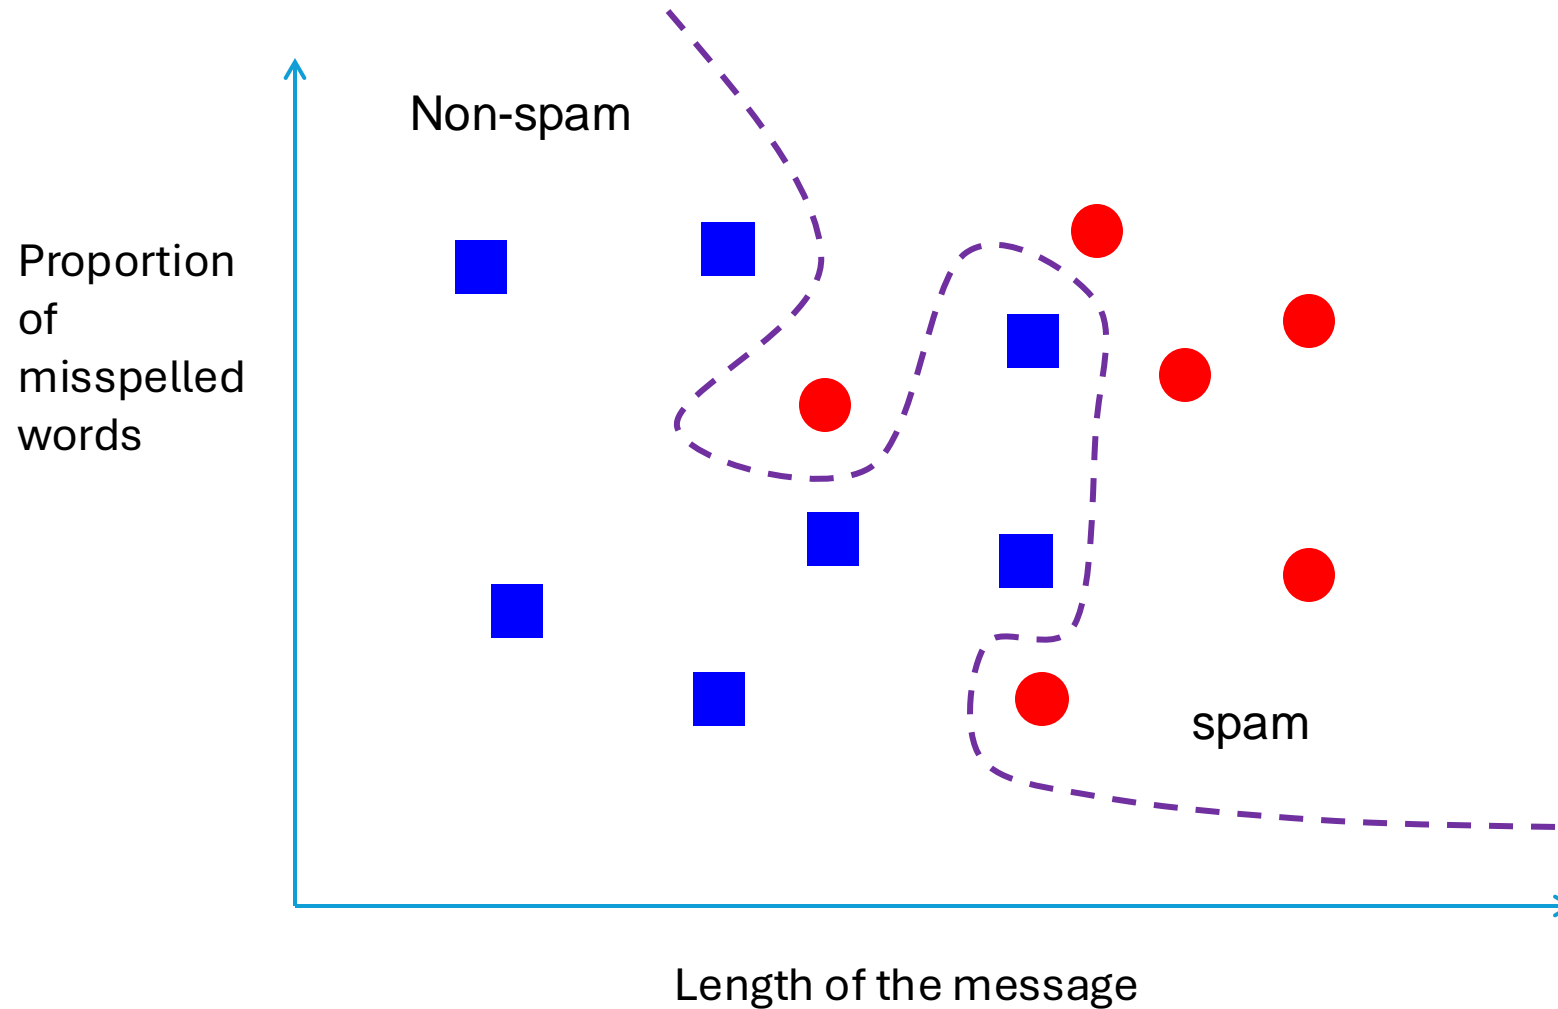 Non-spam
Proportion
of
misspelled
words
spam
Length of the message